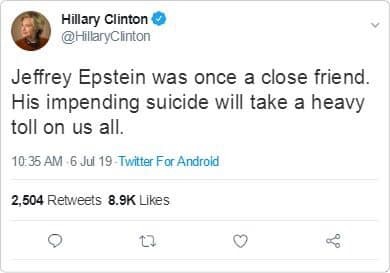 Hillary Clinton
@HillaryClinton
Jeffrey Epstein was once a close friend.
His impending suicide will take a heavy
toll on us all.
10:35 AM - 6 Jul 19 - Twitter For Android
2,504 Retweets 8.9K Likes